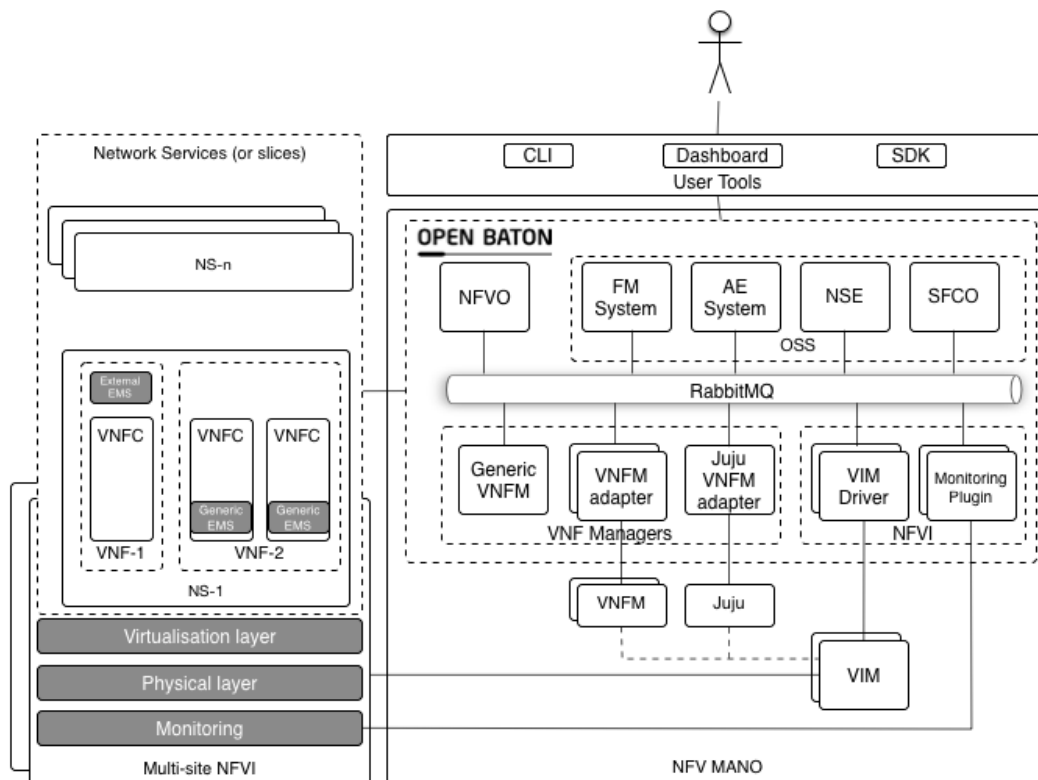 Network Services (or slices)
NS-n
External
EMS
VNFC
VNF-1
VNFC
VNFC
Generic
EMS
Generic
EMS
VNF-2
NS-1
Virtualisation layer
Physical layer
Monitoring
Multi-site NFVI
CLI
Dashboard
SDK
User Tools
OPEN BATON
NFVO
FM
System
AE
System
NSE
SFCO
OSS
RabbitMQ
Generic
VNFM
VNFM
adapter
Juju
VNFM
adapter
VNF Managers
VIM
Driver
Monitoring
Plugin
NFVI
VNFM
Juju
VIM
NFV MANO